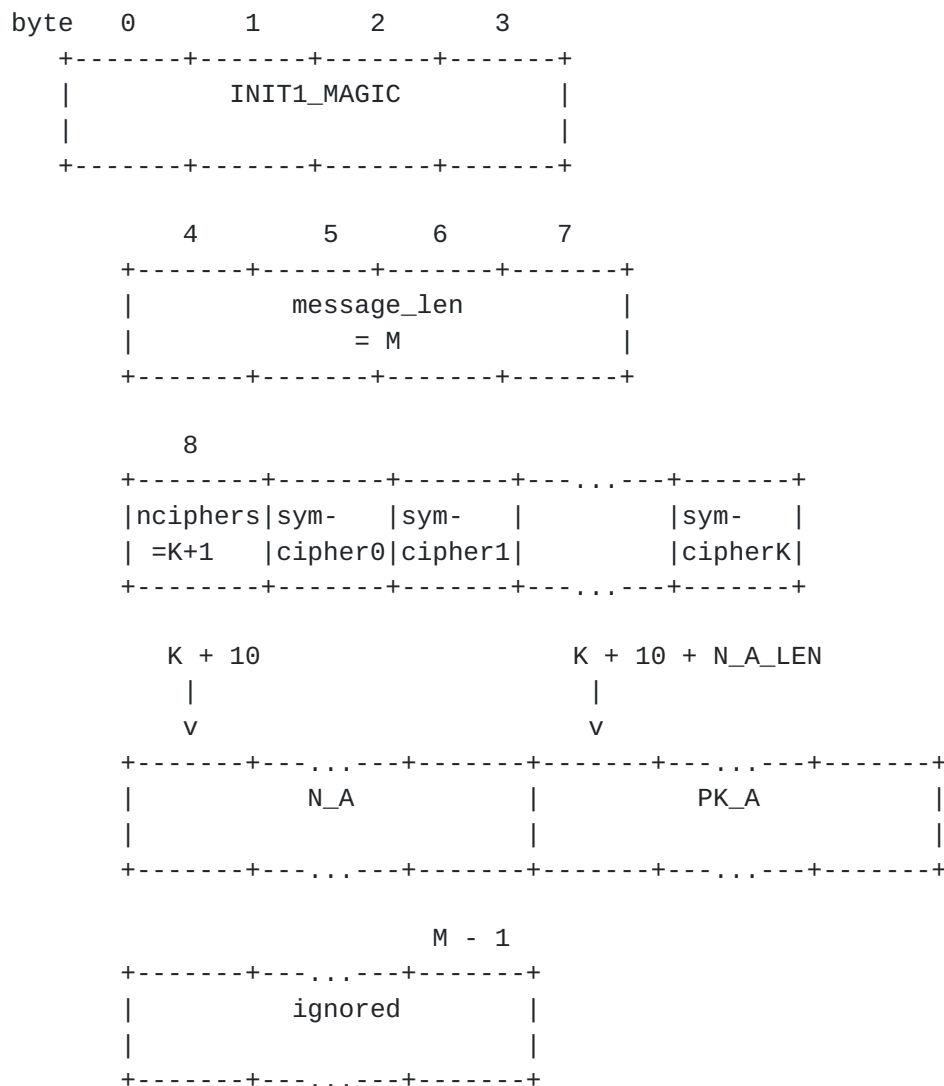 byte   0       1       2       3
   +-------+-------+-------+-------+
   |          INIT1_MAGIC          |
   |                               |
   +-------+-------+-------+-------+

           4        5      6       7
       +-------+-------+-------+-------+
       |          message_len          |
       |              = M              |
       +-------+-------+-------+-------+

           8
       +--------+-------+-------+---...---+-------+
       |nciphers|sym-   |sym-   |         |sym-   |
       | =K+1   |cipher0|cipher1|         |cipherK|
       +--------+-------+-------+---...---+-------+

          K + 10                    K + 10 + N_A_LEN
           |                         |
           v                         v
       +-------+---...---+-------+-------+---...---+-------+
       |           N_A           |          PK_A           |
       |                         |                         |
       +-------+---...---+-------+-------+---...---+-------+

                          M - 1
       +-------+---...---+-------+
       |          ignored        |
       |                         |
       +-------+---...---+-------+